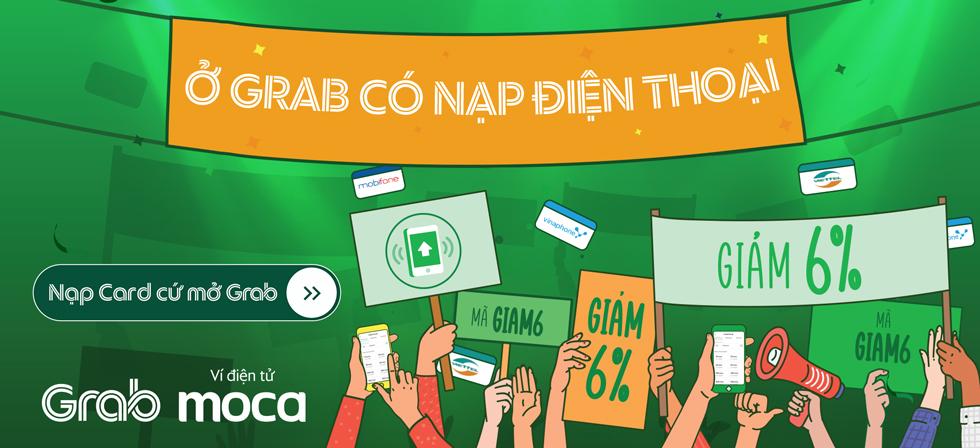 Ở GRAB CÓ NẠP ĐIỆN THOẠI
mobifone
VIETTEL
vinaphone
GIẢM 6%
Nạp Card cứ mở Grab
MÃ GIAM6
GIẢM
6%
MÃ
GIAM6
VIETTEL
Ví điện tử
Grab moca